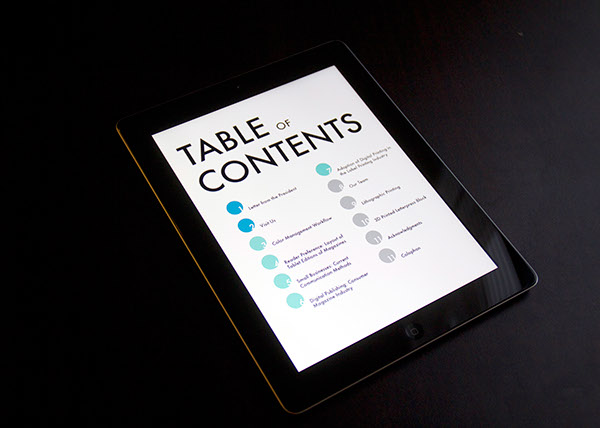 TABLE OF
CONTENTS
1 Letter from the President
2 Visit Us
3 Color Management Workflow
4 Reader Preference: Layout of
Tablet Editions of Magazines
5 Small Businesses: Current
Communication Methods
6 Digital Publishing: Consumer
Magazine Industry
7 Adoption of Digital Printing in
the Label Printing Industry
8 Our Team
9 Lithographic Printing
10 3D Printed Letterpress Block
11 Acknowledgments
Colophon